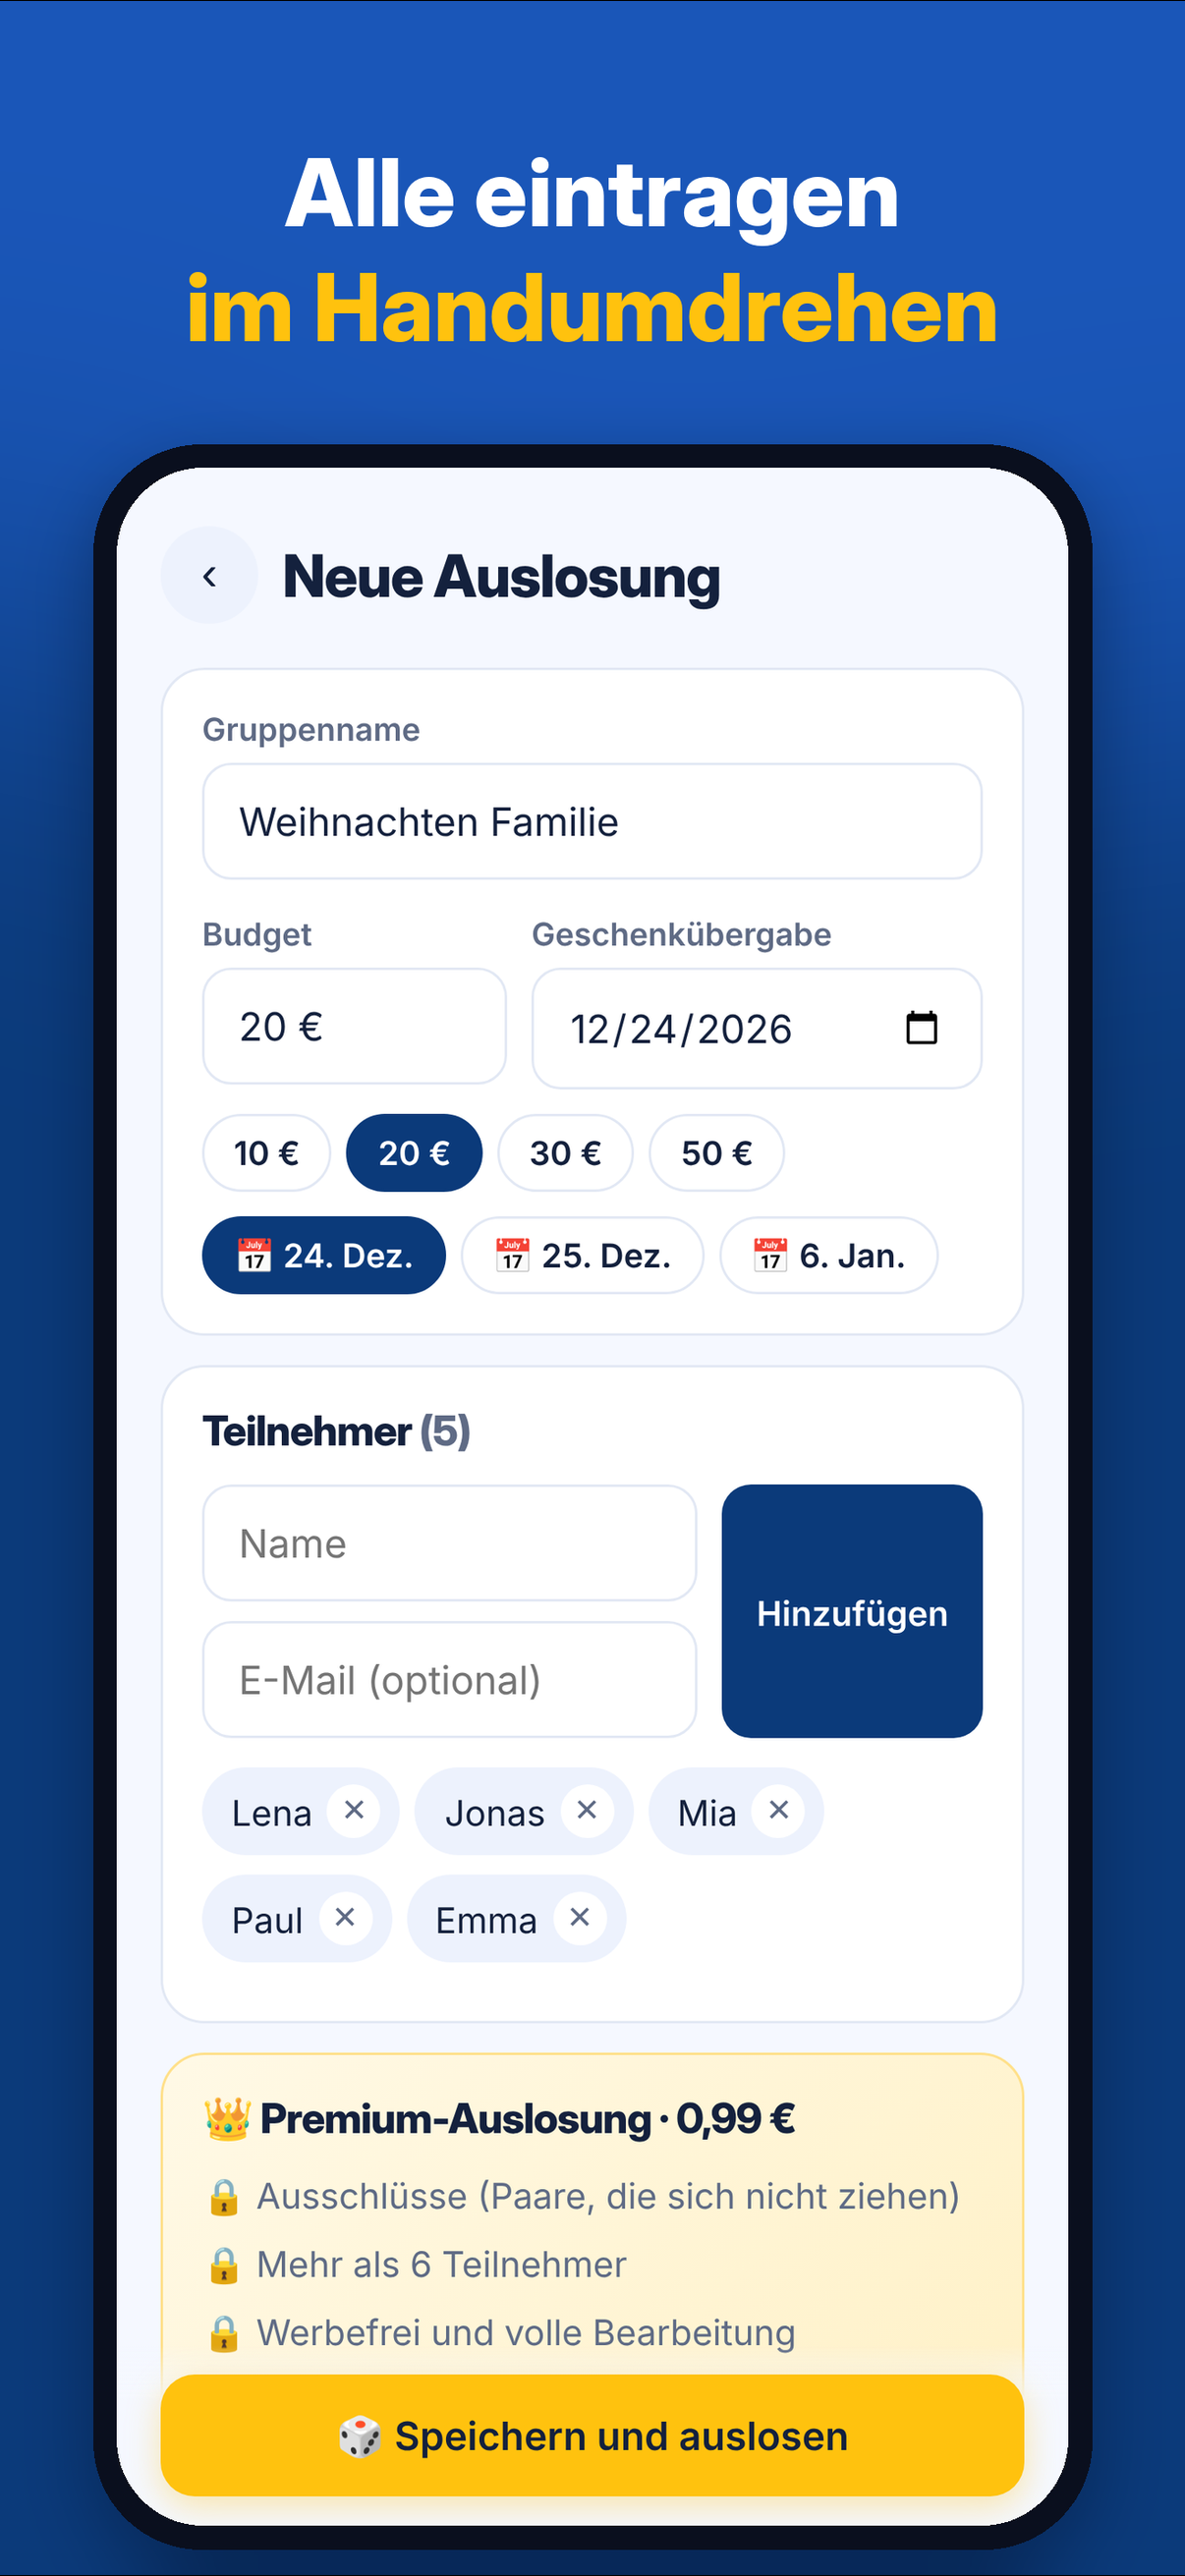 Alle eintragen
im Handumdrehen
‹ Neue Auslosung
Gruppenname
Weihnachten Familie
Budget Geschenkübergabe
20 € 12/24/2026
10 € 20 € 30 € 50 €
📅 24. Dez. 📅 25. Dez. 📅 6. Jan.
Teilnehmer (5)
Name
Hinzufügen
E-Mail (optional)
Lena ✕ Jonas ✕ Mia ✕
Paul ✕ Emma ✕
👑 Premium-Auslosung · 0,99 €
🔒 Ausschlüsse (Paare, die sich nicht ziehen)
🔒 Mehr als 6 Teilnehmer
🔒 Werbefrei und volle Bearbeitung
🎲 Speichern und auslosen